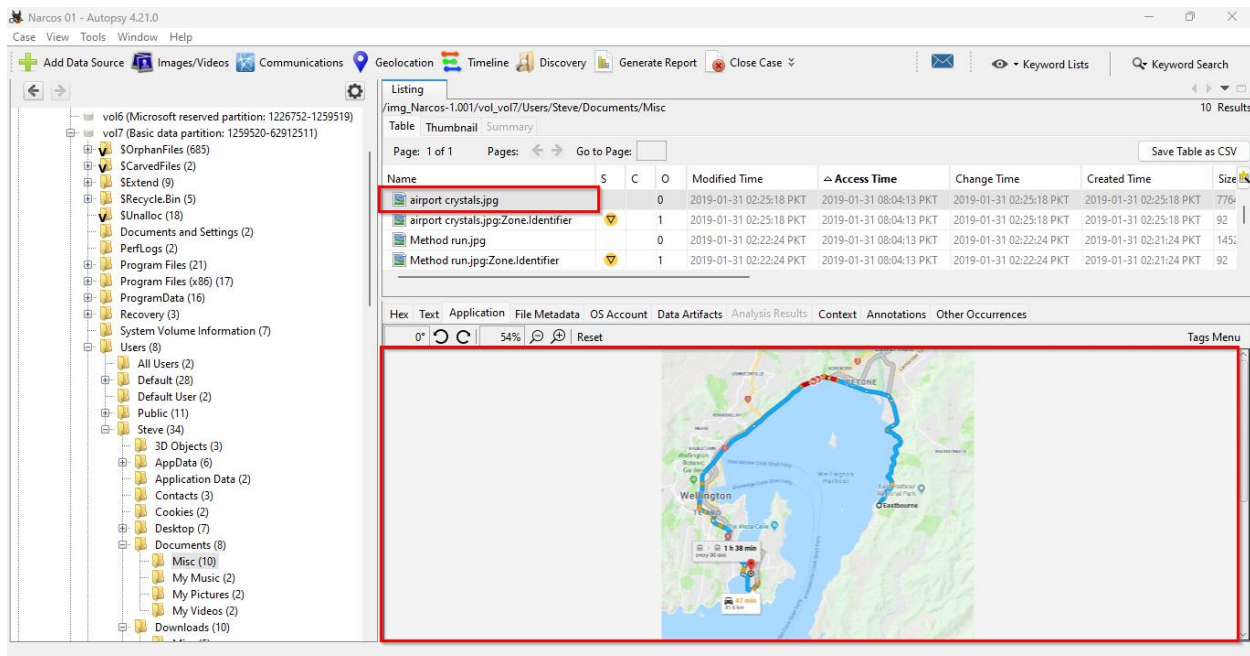 Narcos 01 - Autopsy 4.21.0
Case View Tools Window Help
Add Data Source Images/Videos Communications Geolocation Timeline Discovery Generate Report Close Case Keyword Lists Keyword Search
Listing
/img_Narcos-1.001/vol_vol7/Users/Steve/Documents/Misc
10 Results
Table Thumbnail Summary
Page: 1 of 1 Pages: Go to Page: Save Table as CSV
Name S C O Modified Time Access Time Change Time Created Time Size
airport crystals.jpg 0 2019-01-31 02:25:18 PKT 2019-01-31 08:04:13 PKT 2019-01-31 02:25:18 PKT 2019-01-31 02:25:18 PKT 7764
airport crystals.jpg:Zone.Identifier 1 2019-01-31 02:25:18 PKT 2019-01-31 08:04:13 PKT 2019-01-31 02:25:18 PKT 2019-01-31 02:25:18 PKT 92
Method run.jpg 0 2019-01-31 02:22:24 PKT 2019-01-31 08:04:13 PKT 2019-01-31 02:22:24 PKT 2019-01-31 02:21:24 PKT 1452
Method run.jpg:Zone.Identifier 1 2019-01-31 02:22:24 PKT 2019-01-31 08:04:13 PKT 2019-01-31 02:22:24 PKT 2019-01-31 02:21:24 PKT 92
vol6 (Microsoft reserved partition: 1226752-1259519)
vol7 (Basic data partition: 1259520-62912511)
$OrphanFiles (685)
$CarvedFiles (2)
$Extend (9)
$Recycle.Bin (5)
$Unalloc (18)
Documents and Settings (2)
PerfLogs (2)
Program Files (21)
Program Files (x86) (17)
ProgramData (16)
Recovery (3)
System Volume Information (7)
Users (8)
All Users (2)
Default (28)
Default User (2)
Public (11)
Steve (34)
3D Objects (3)
AppData (6)
Application Data (2)
Contacts (3)
Cookies (2)
Desktop (7)
Documents (8)
Misc (10)
My Music (2)
My Pictures (2)
My Videos (2)
Downloads (10)
Hex Text Application File Metadata OS Account Data Artifacts Analysis Results Context Annotations Other Occurrences
0° 54% Reset
Tags Menu
Wellington
Botanic
Wellington
Harbour
Wellington
Eastbourne
1 h 38 min
every 30 min
47 min